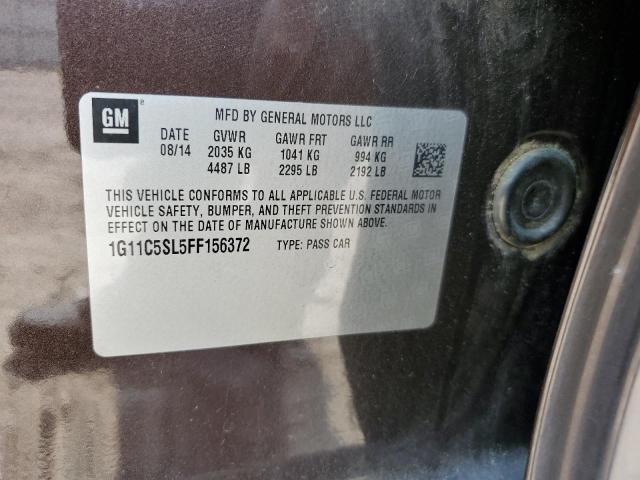 GM
MFD BY GENERAL MOTORS LLC
DATE GVWR GAWR FRT GAWR RR
08/14 2035 KG 1041 KG 994 KG
4487 LB 2295 LB 2192 LB
THIS VEHICLE CONFORMS TO ALL APPLICABLE U.S. FEDERAL MOTOR
VEHICLE SAFETY, BUMPER, AND THEFT PREVENTION STANDARDS IN
EFFECT ON THE DATE OF MANUFACTURE SHOWN ABOVE.
1G11C5SL5FF156372 TYPE: PASS CAR